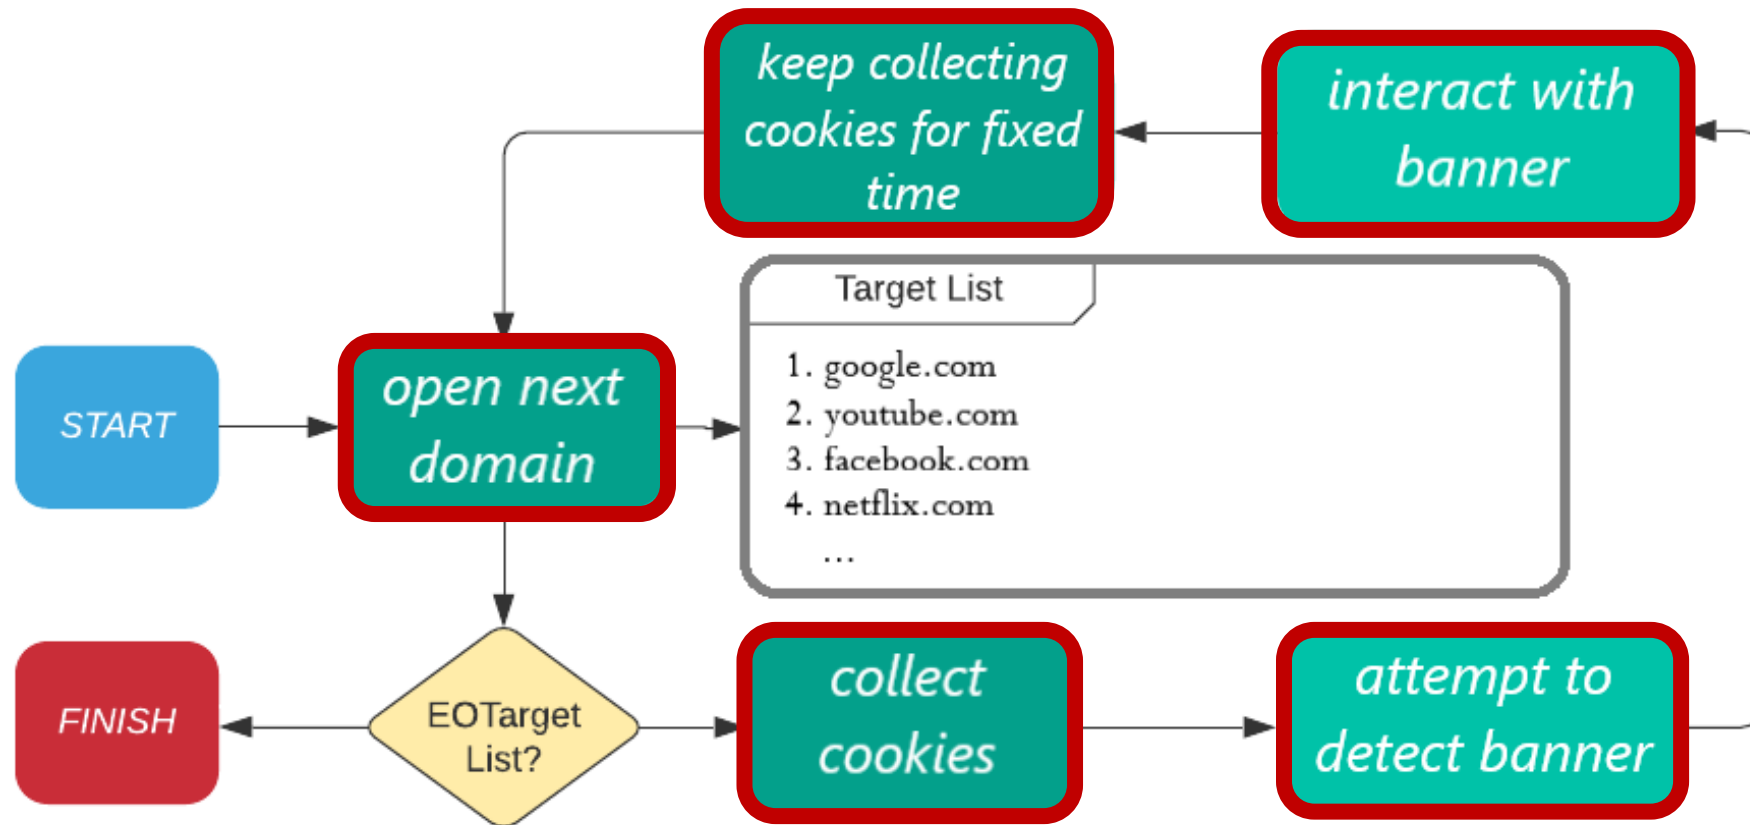 keep collecting
cookies for fixed
time
interact with
banner
Target List
1. google.com
2. youtube.com
3. facebook.com
4. netflix.com
...
START
open next
domain
FINISH
EOTarget
List?
collect
cookies
attempt to
detect banner